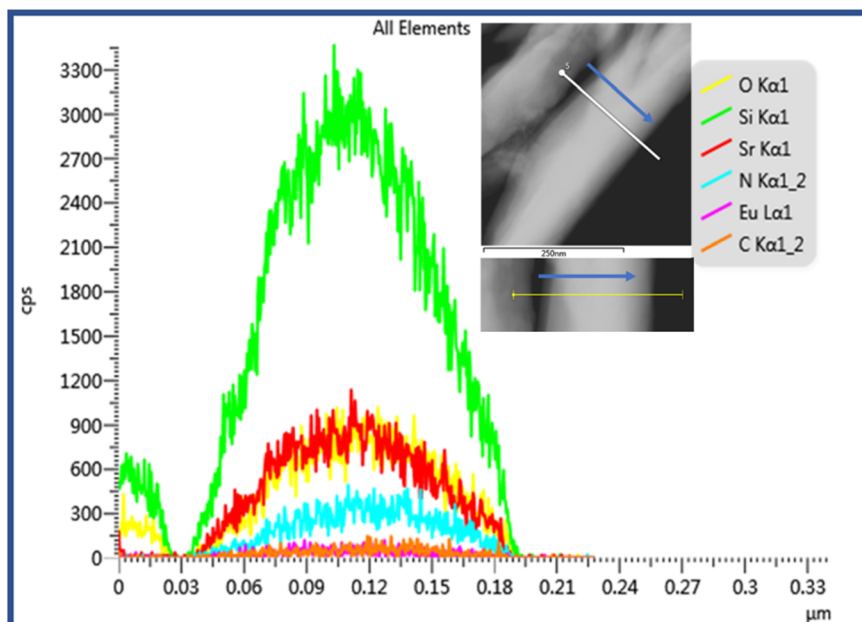 All Elements
3300
3000
2700
2400
2100
1800
1500
1200
900
600
300
0
cps
0 0.03 0.06 0.09 0.12 0.15 0.18 0.21 0.24 0.27 0.3 0.33
µm
5
250nm
O Kα1
Si Kα1
Sr Kα1
N Kα1_2
Eu Lα1
C Kα1_2